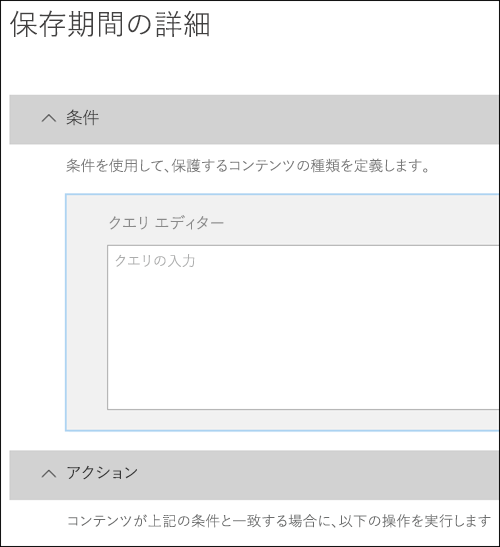 保存期間の詳細
条件
条件を使用して、保護するコンテンツの種類を定義します。
クエリ エディター
クエリの入力
アクション
コンテンツが上記の条件と一致する場合に、以下の操作を実行します